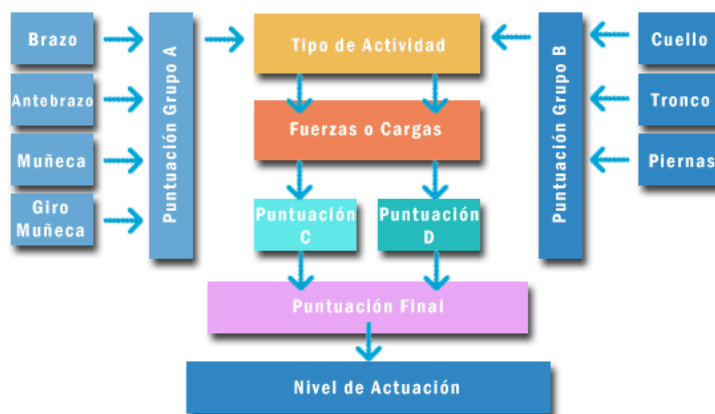 Brazo
Antebrazo
Muñeca
Giro
Muñeca
Puntuación Grupo A
Tipo de Actividad
Fuerzas o Cargas
Puntuación
C
Puntuación
D
Puntuación Final
Nivel de Actuación
Puntuación Grupo B
Cuello
Tronco
Piernas